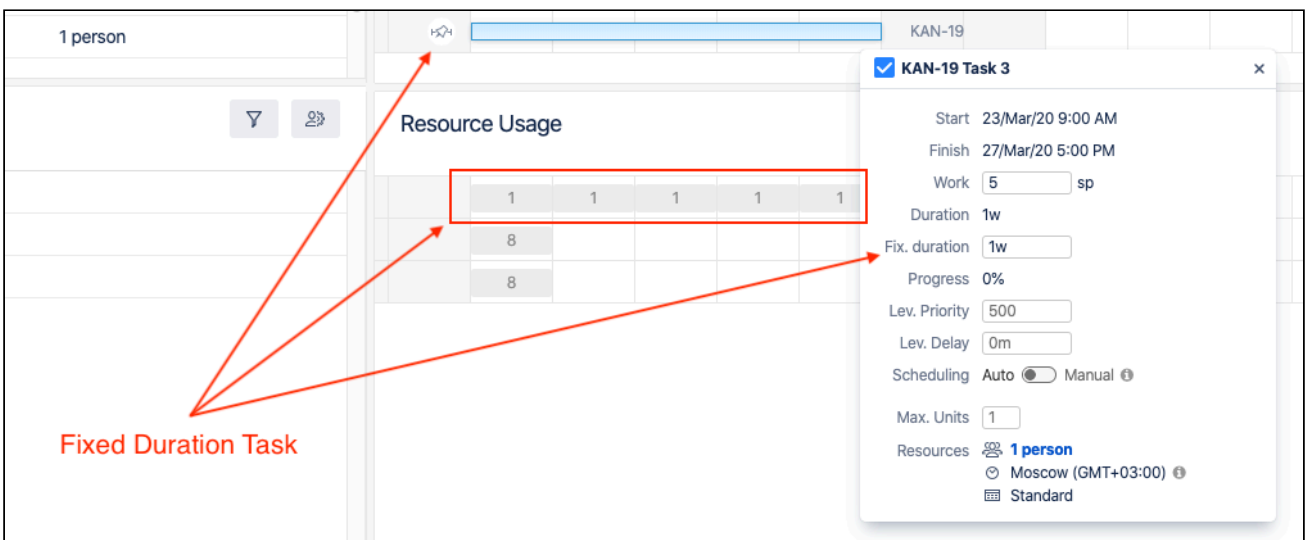 1 person
KAN-19
KAN-19 Task 3
Start 23/Mar/20 9:00 AM
Finish 27/Mar/20 5:00 PM
Work 5 sp
Duration 1w
Fix. duration 1w
Progress 0%
Lev. Priority 500
Lev. Delay 0m
Scheduling Auto Manual
Max. Units 1
Resources 1 person
Moscow (GMT+03:00)
Standard
Resource Usage
1 1 1 1 1
8
8
Fixed Duration Task